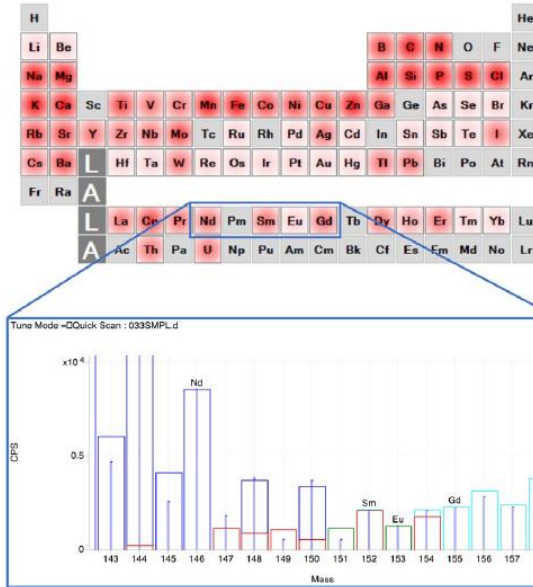 H He
Li Be B C N O F Ne
Na Mg Al Si P S Cl Ar
K Ca Sc Ti V Cr Mn Fe Co Ni Cu Zn Ga Ge As Se Br Kr
Rb Sr Y Zr Nb Mo Tc Ru Rh Pd Ag Cd In Sn Sb Te I Xe
Cs Ba L Hf Ta W Re Os Ir Pt Au Hg Tl Pb Bi Po At Rn
Fr Ra A
L La Ce Pr Nd Pm Sm Eu Gd Tb Dy Ho Er Tm Yb Lu
A Ac Th Pa U Np Pu Am Cm Bk Cf Es Fm Md No Lr
Tune Mode =□Quick Scan : 033SMPL.d
x10⁴
Nd
CPS
0.5
Sm
Gd
Eu
0
143 144 145 146 147 148 149 150 151 152 153 154 155 156 157
Mass